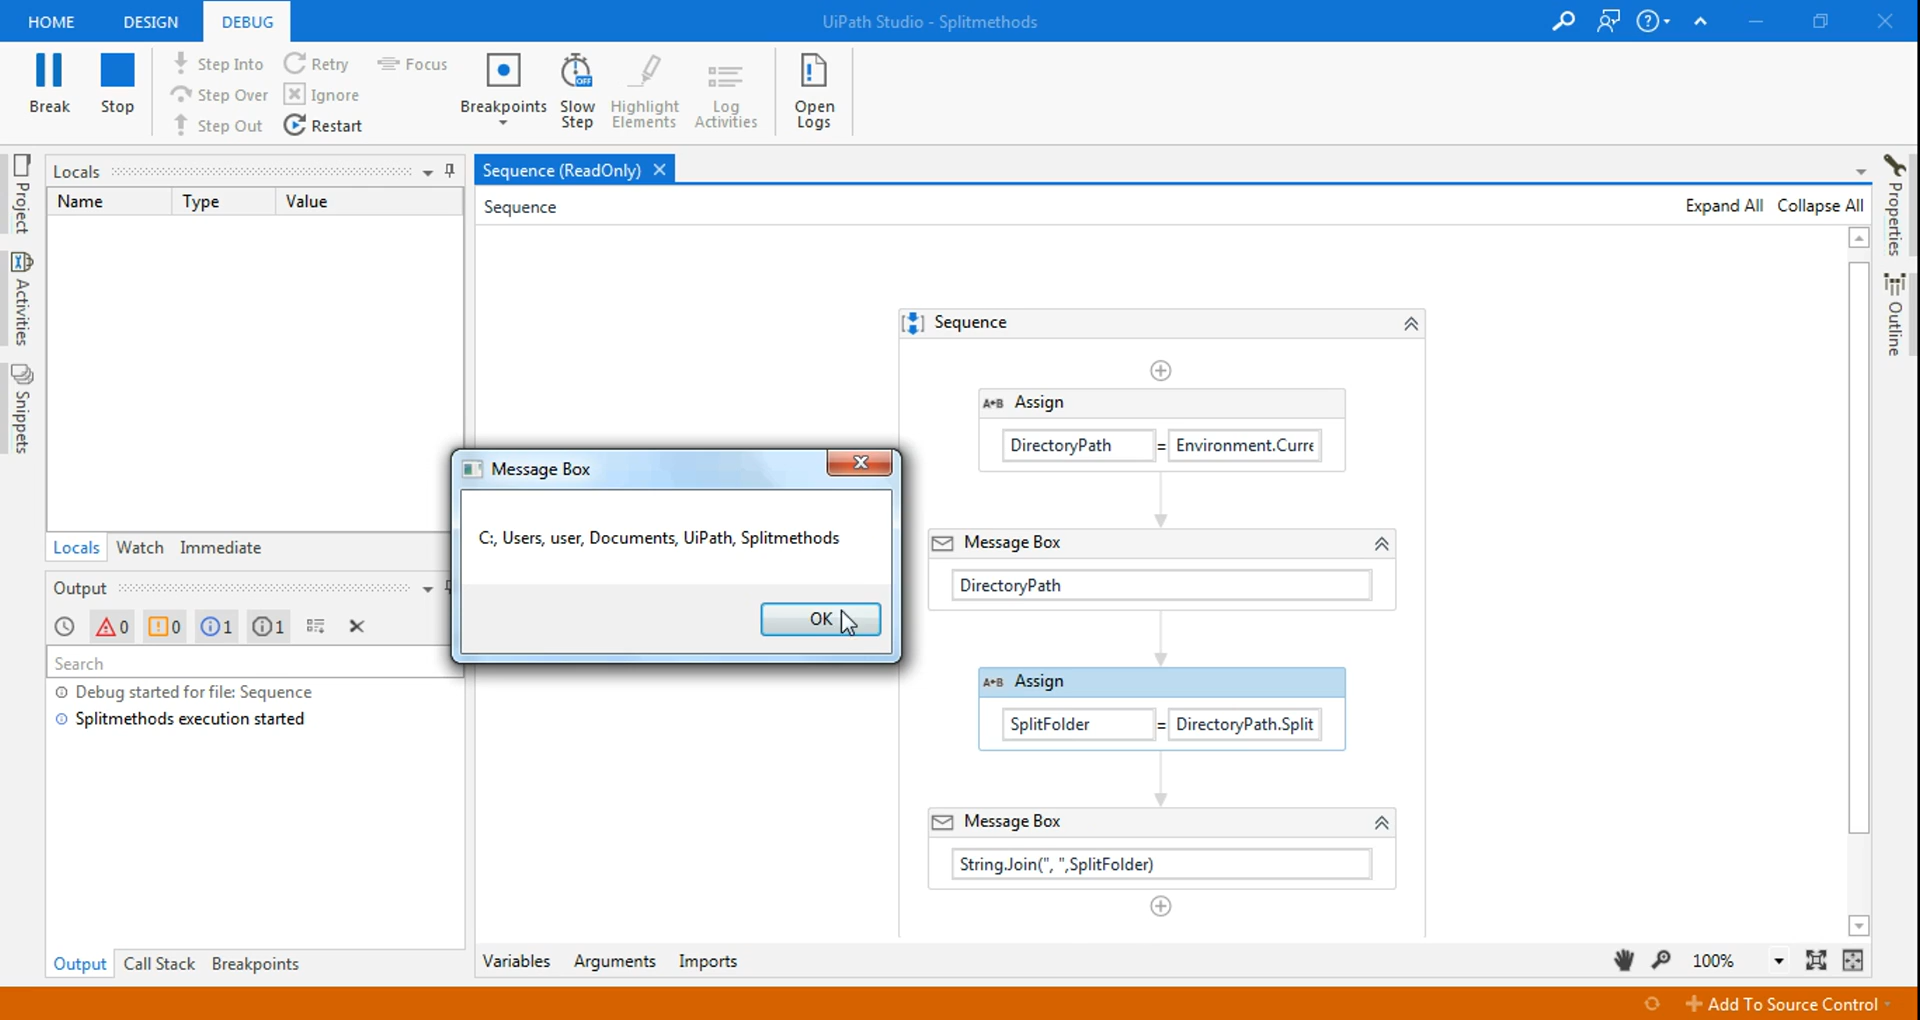 HOME DESIGN DEBUG UiPath Studio - Splitmethods
Break Stop Step Into Step Over Step Out Retry Ignore Restart Focus Breakpoints Slow Step Highlight Elements Log Activities Open Logs
OFF
Project
Activities
Snippets
Locals
Name Type Value
Locals Watch Immediate
Output
0 0 1 1
Search
Debug started for file: Sequence
Splitmethods execution started
Output Call Stack Breakpoints
Sequence (ReadOnly)
Sequence Expand All Collapse All
Sequence
A+B Assign
DirectoryPath = Environment.Curre
Message Box
DirectoryPath
A+B Assign
SplitFolder = DirectoryPath.Split
Message Box
String.Join(", ",SplitFolder)
Message Box
C:, Users, user, Documents, UiPath, Splitmethods
OK
Variables Arguments Imports 100%
Properties
Outline
Add To Source Control